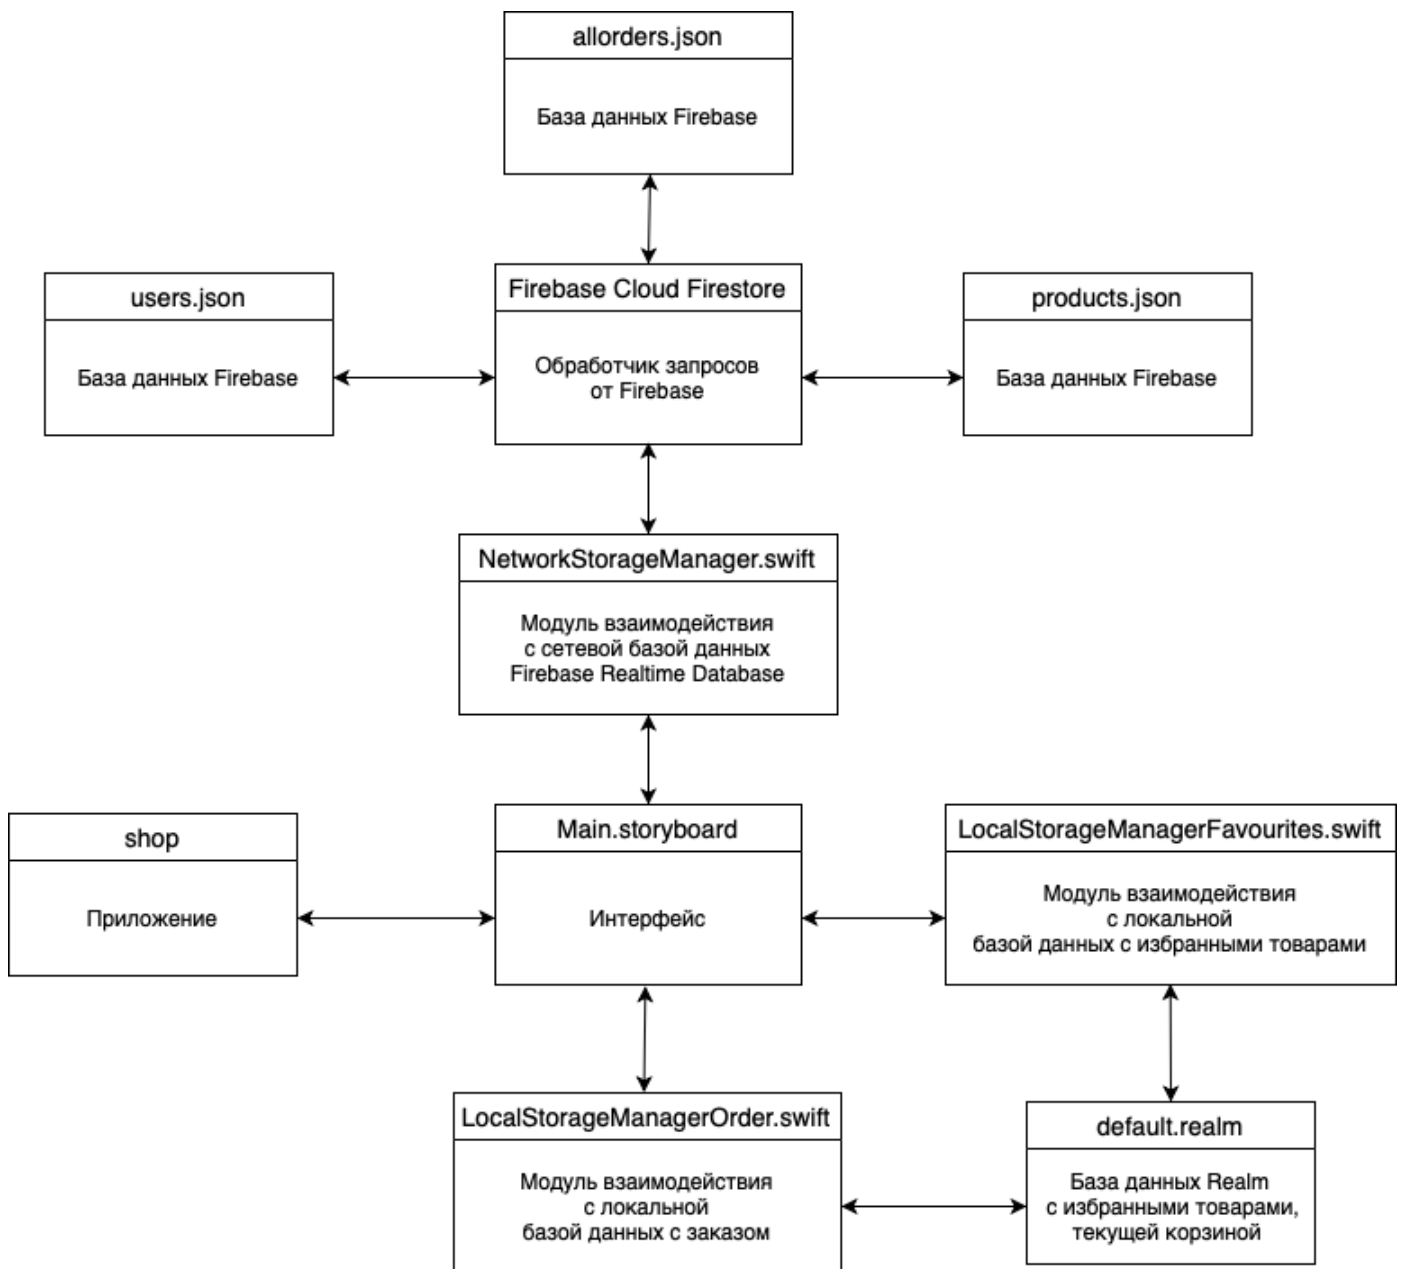 allorders.json
База данных Firebase
users.json
База данных Firebase
Firebase Cloud Firestore
Обработчик запросов
от Firebase
products.json
База данных Firebase
NetworkStorageManager.swift
Модуль взаимодействия
с сетевой базой данных
Firebase Realtime Database
shop
Приложение
Main.storyboard
Интерфейс
LocalStorageManagerFavourites.swift
Модуль взаимодействия
с локальной
базой данных с избранными товарами
LocalStorageManagerOrder.swift
Модуль взаимодействия
с локальной
базой данных с заказом
default.realm
База данных Realm
с избранными товарами,
текущей корзиной